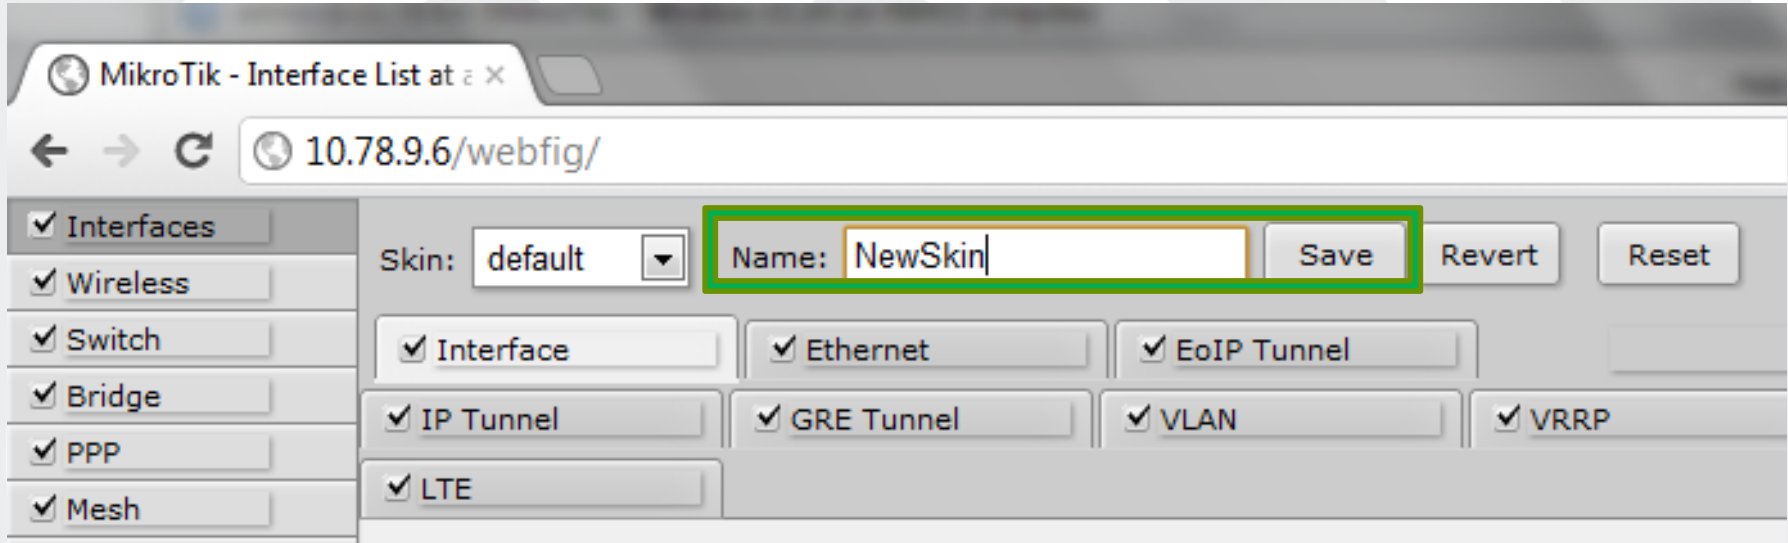 MikroTik - Interface List at a
10.78.9.6/webfig/
Interfaces
Wireless
Switch
Bridge
PPP
Mesh
Skin: default Name: NewSkin Save Revert Reset
Interface Ethernet EoIP Tunnel
IP Tunnel GRE Tunnel VLAN VRRP
LTE